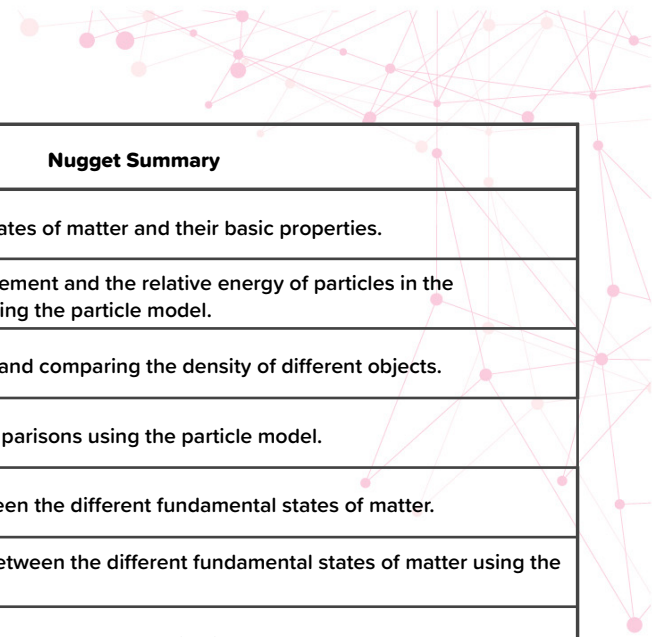 Nugget Summary
ates of matter and their basic properties.
ement and the relative energy of particles in the
ing the particle model.
and comparing the density of different objects.
parisons using the particle model.
een the different fundamental states of matter.
etween the different fundamental states of matter using the